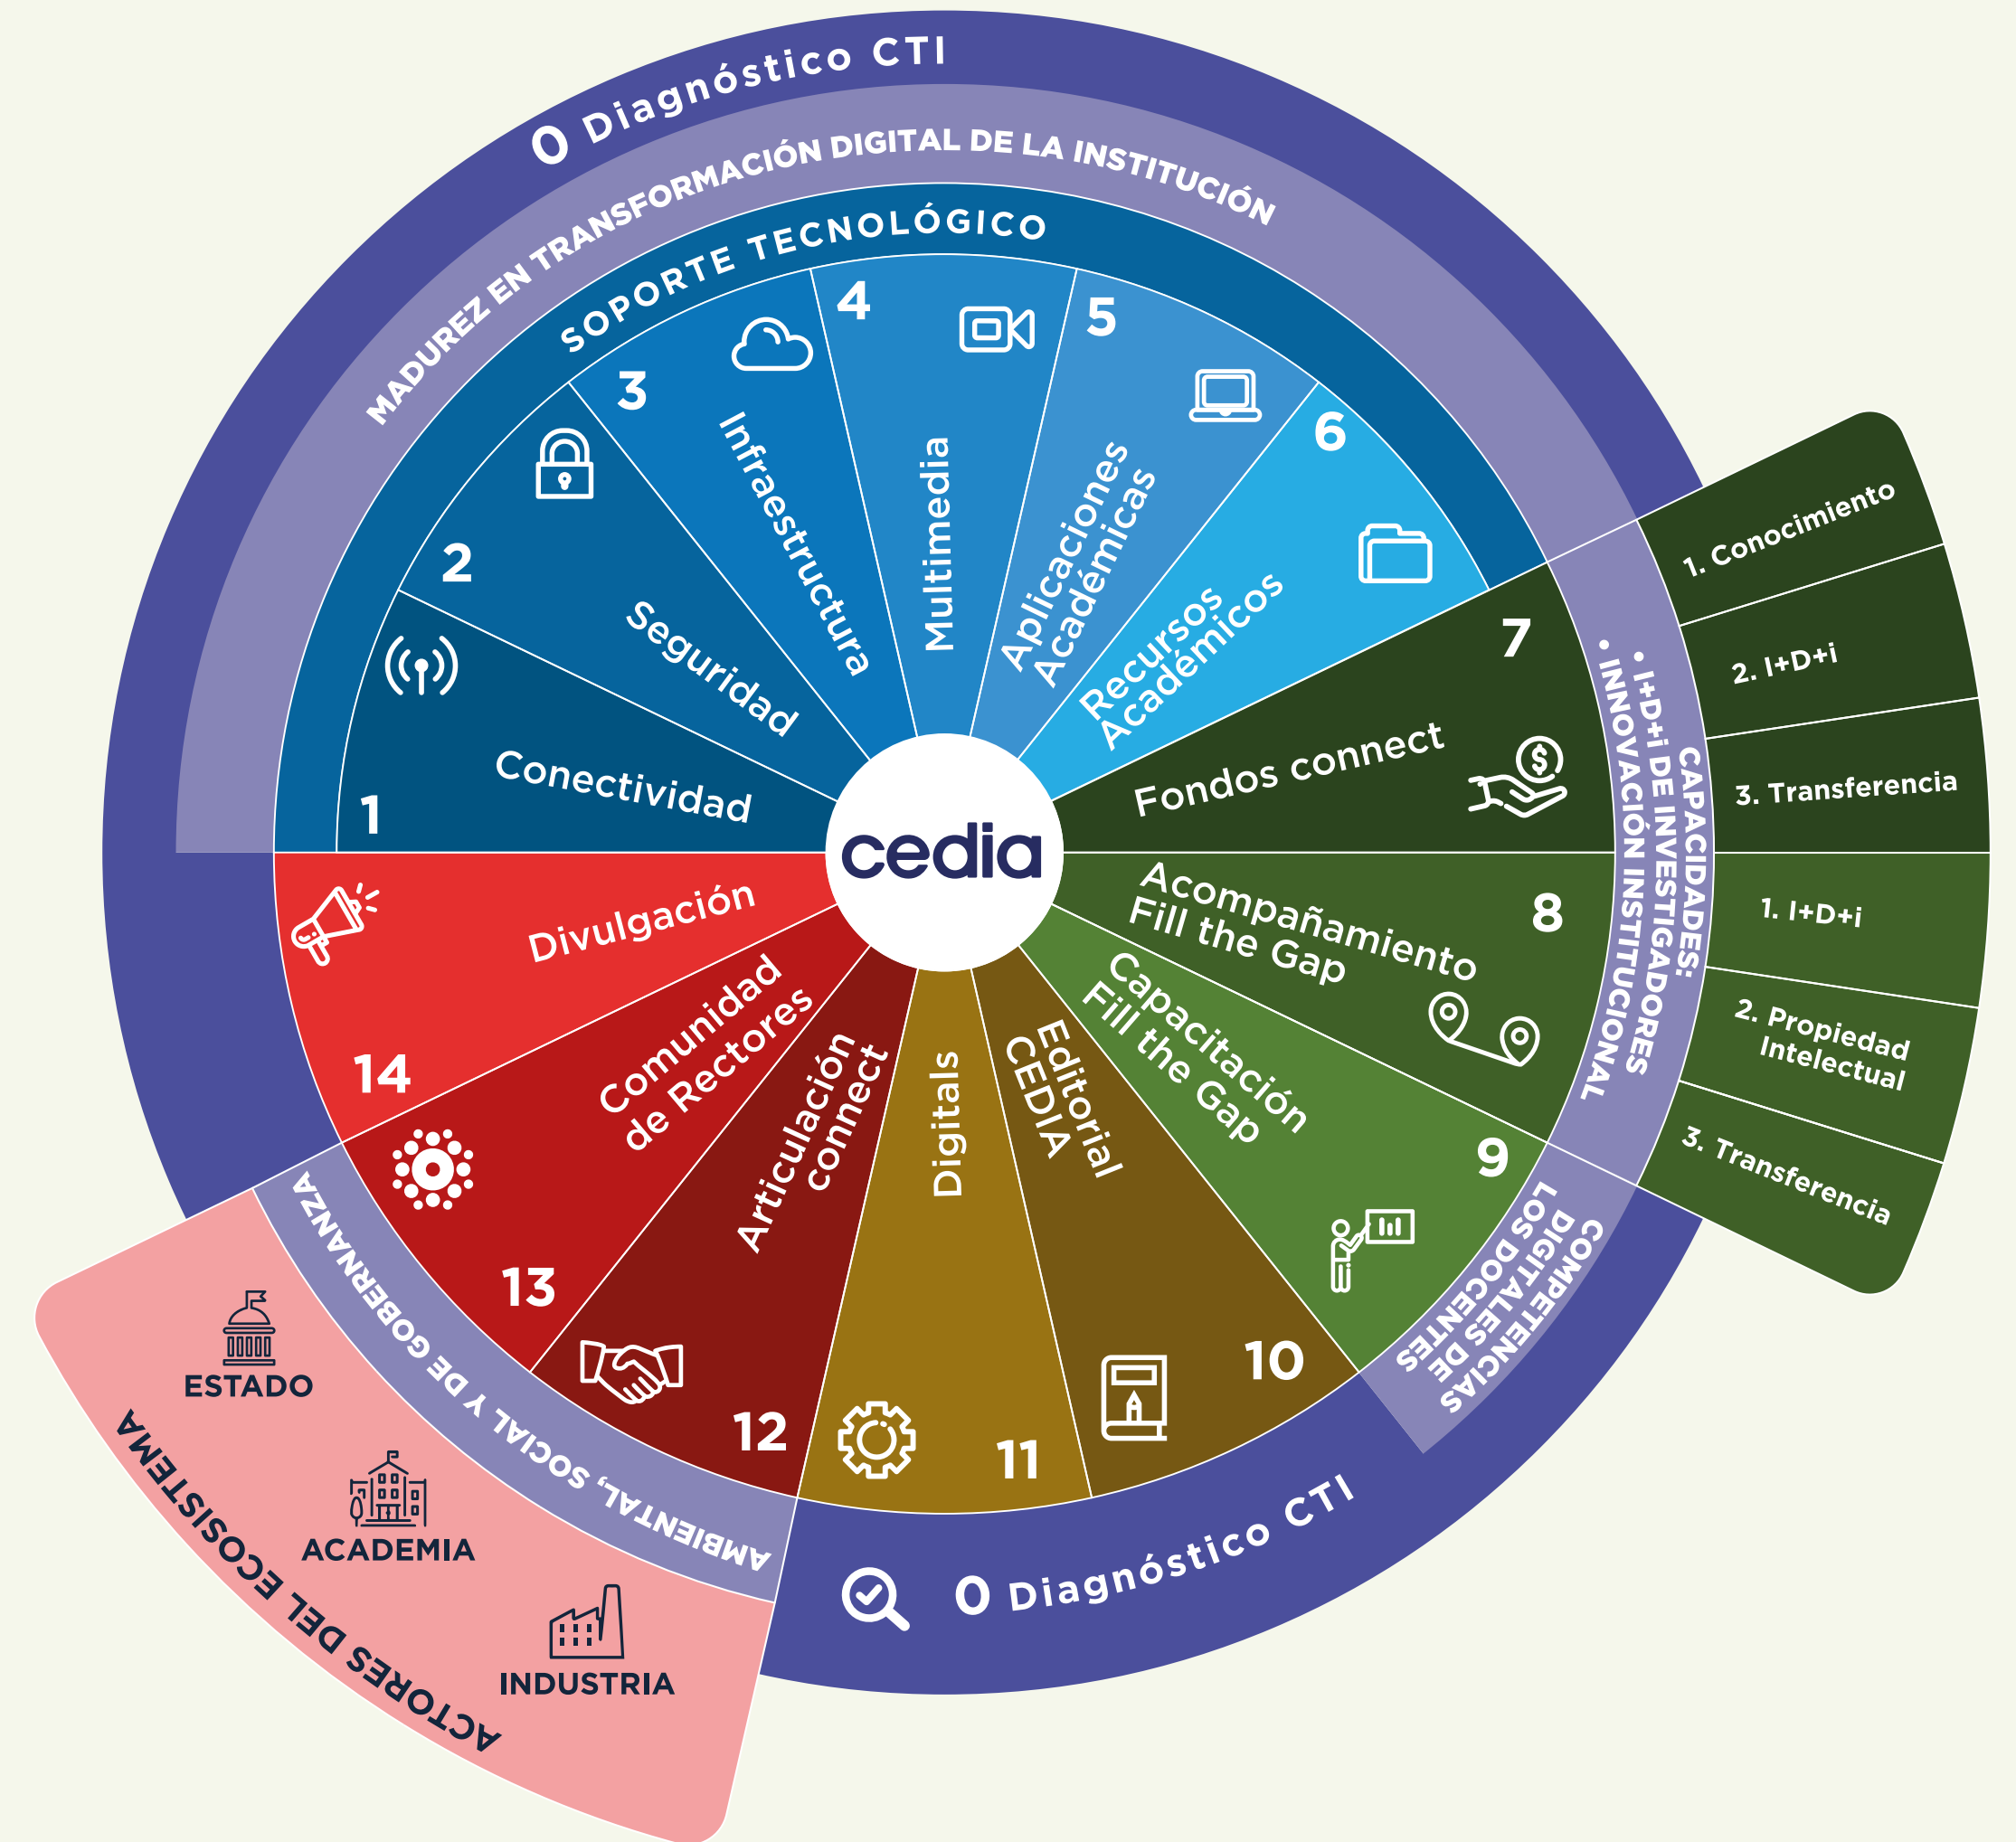 0 Diagnóstico CTI
MADUREZ EN TRANSFORMACIÓN DIGITAL DE LA INSTITUCIÓN
SOPORTE TECNOLÓGICO
1
Conectividad
2
Seguridad
3
Infraestructura
4
Multimedia
5
Aplicaciones
Académicas
6
Recursos
Académicos
7
Fondos connect
1. Conocimiento
2. I+D+i
3. Transferencia
CAPACIDADES:
• I+D+i DE INVESTIGADORES
• INNOVACIÓN INSTITUCIONAL
8
Acompañamiento
Fill the Gap
1. I+D+i
2. Propiedad
Intelectual
3. Transferencia
9
Capacitación
Fill the Gap
COMPETENCIAS
DIGITALES DE
LOS DOCENTES
10
Editorial
CEDIA
11
Digitals
12
Articulación
connect
13
Comunidad
de Rectores
14
Divulgación
cedia
AMBIENTAL, SOCIAL Y DE GOBERNANZA
ESTADO
ACADEMIA
INDUSTRIA
ACTORES DEL ECOSISTEMA
0 Diagnóstico CTI